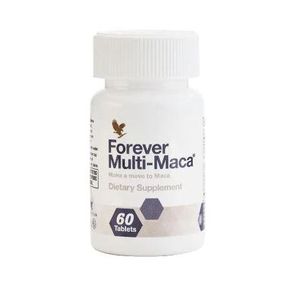 Forever
Multi-Maca®
Make a move to Maca
Dietary Supplement
60
Tablets